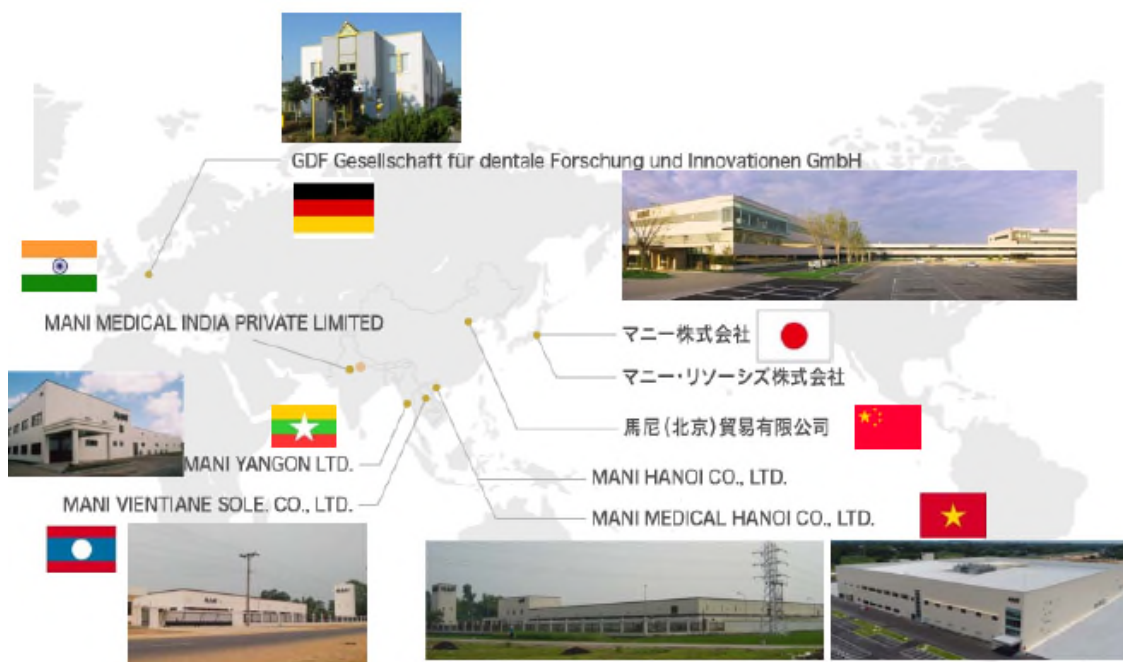 GDF Gesellschaft für dentale Forschung und Innovationen GmbH
MANI MEDICAL INDIA PRIVATE LIMITED
マニー株式会社
マニー・リソーシズ株式会社
馬尼(北京)貿易有限公司
MANI YANGON LTD.
MANI HANOI CO., LTD.
MANI VIENTIANE SOLE. CO., LTD.
MANI MEDICAL HANOI CO., LTD.